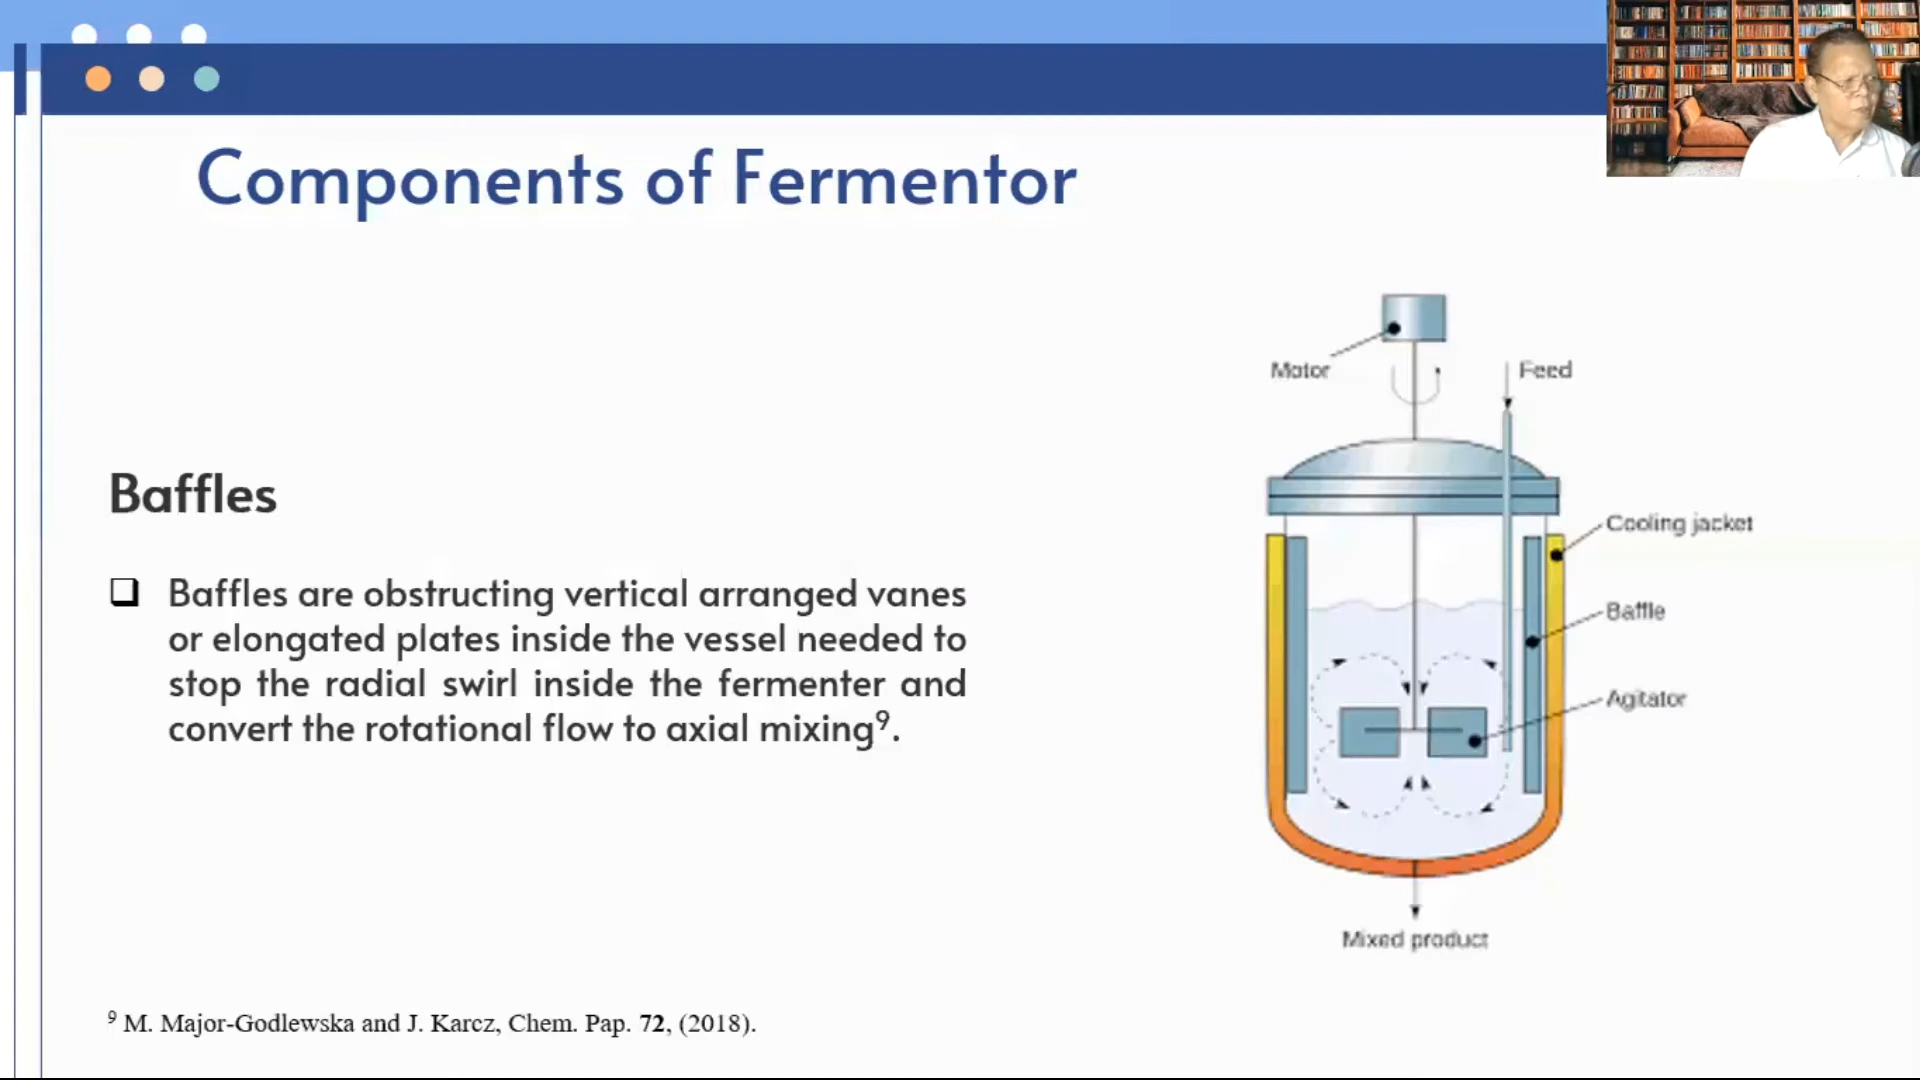 Components of Fermentor
Baffles
❑ Baffles are obstructing vertical arranged vanes
or elongated plates inside the vessel needed to
stop the radial swirl inside the fermenter and
convert the rotational flow to axial mixing⁹.
Motor
Feed
Cooling jacket
Baffle
Agitator
Mixed product
⁹ M. Major-Godlewska and J. Karcz, Chem. Pap. 72, (2018).